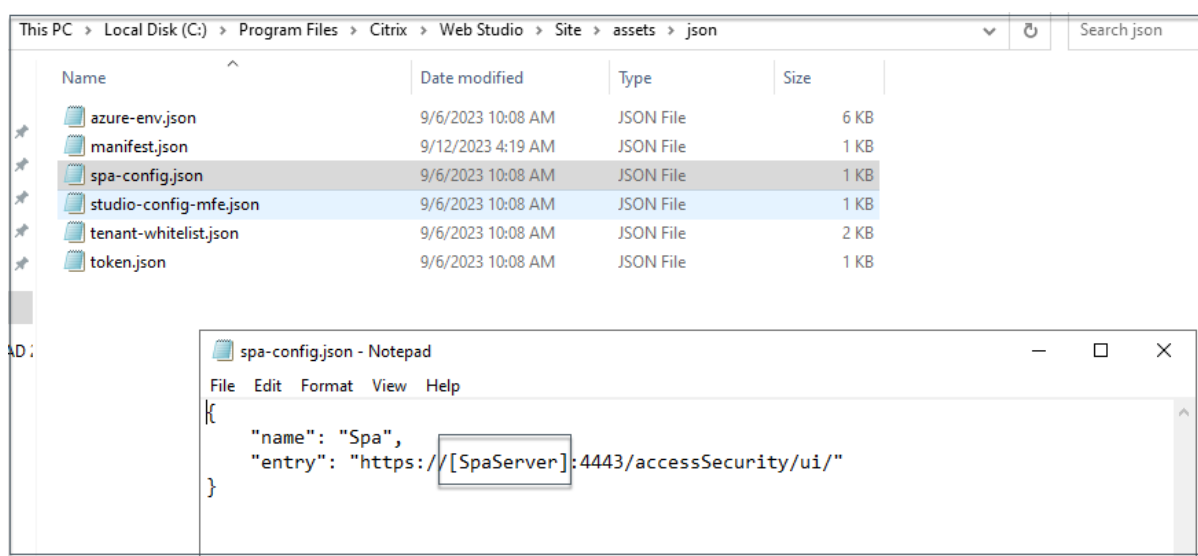 This PC > Local Disk (C:) > Program Files > Citrix > Web Studio > Site > assets > json
Search json
Name Date modified Type Size
azure-env.json 9/6/2023 10:08 AM JSON File 6 KB
manifest.json 9/12/2023 4:19 AM JSON File 1 KB
spa-config.json 9/6/2023 10:08 AM JSON File 1 KB
studio-config-mfe.json 9/6/2023 10:08 AM JSON File 1 KB
tenant-whitelist.json 9/6/2023 10:08 AM JSON File 2 KB
token.json 9/6/2023 10:08 AM JSON File 1 KB
spa-config.json - Notepad
File Edit Format View Help
{
"name": "Spa",
"entry": "https://[SpaServer]:4443/accessSecurity/ui/"
}